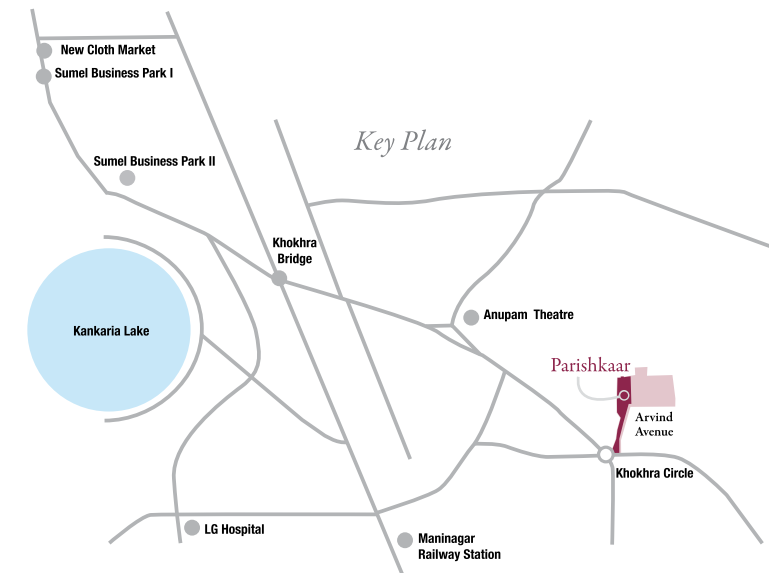 New Cloth Market
Sumel Business Park I
Key Plan
Sumel Business Park II
Khokhra
Bridge
Kankaria Lake
Anupam Theatre
Parishkaar
Arvind
Avenue
Khokhra Circle
LG Hospital
Maninagar
Railway Station